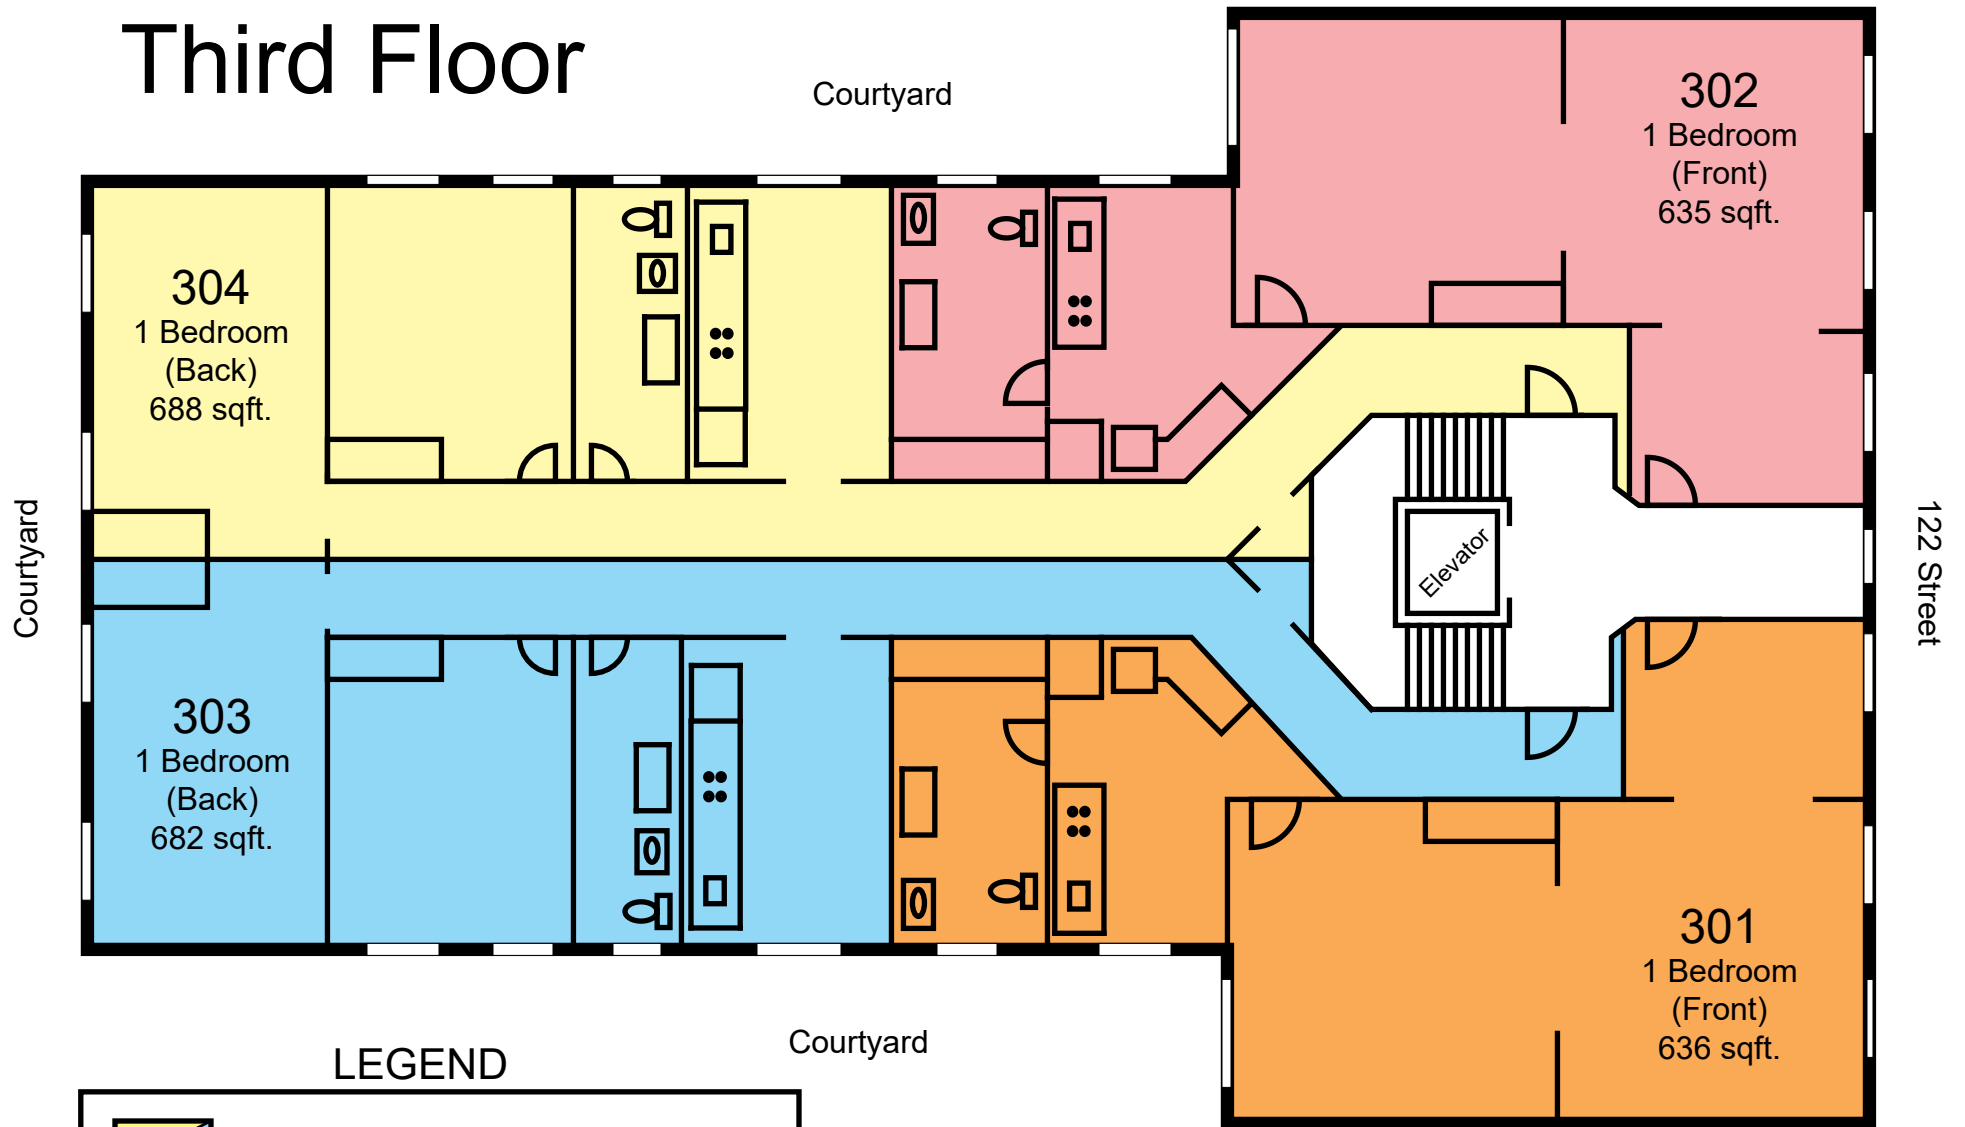 Third Floor
Courtyard
302
1 Bedroom
(Front)
635 sqft.
304
1 Bedroom
(Back)
688 sqft.
Courtyard
Elevator
122 Street
303
1 Bedroom
(Back)
682 sqft.
301
1 Bedroom
(Front)
636 sqft.
Courtyard
LEGEND